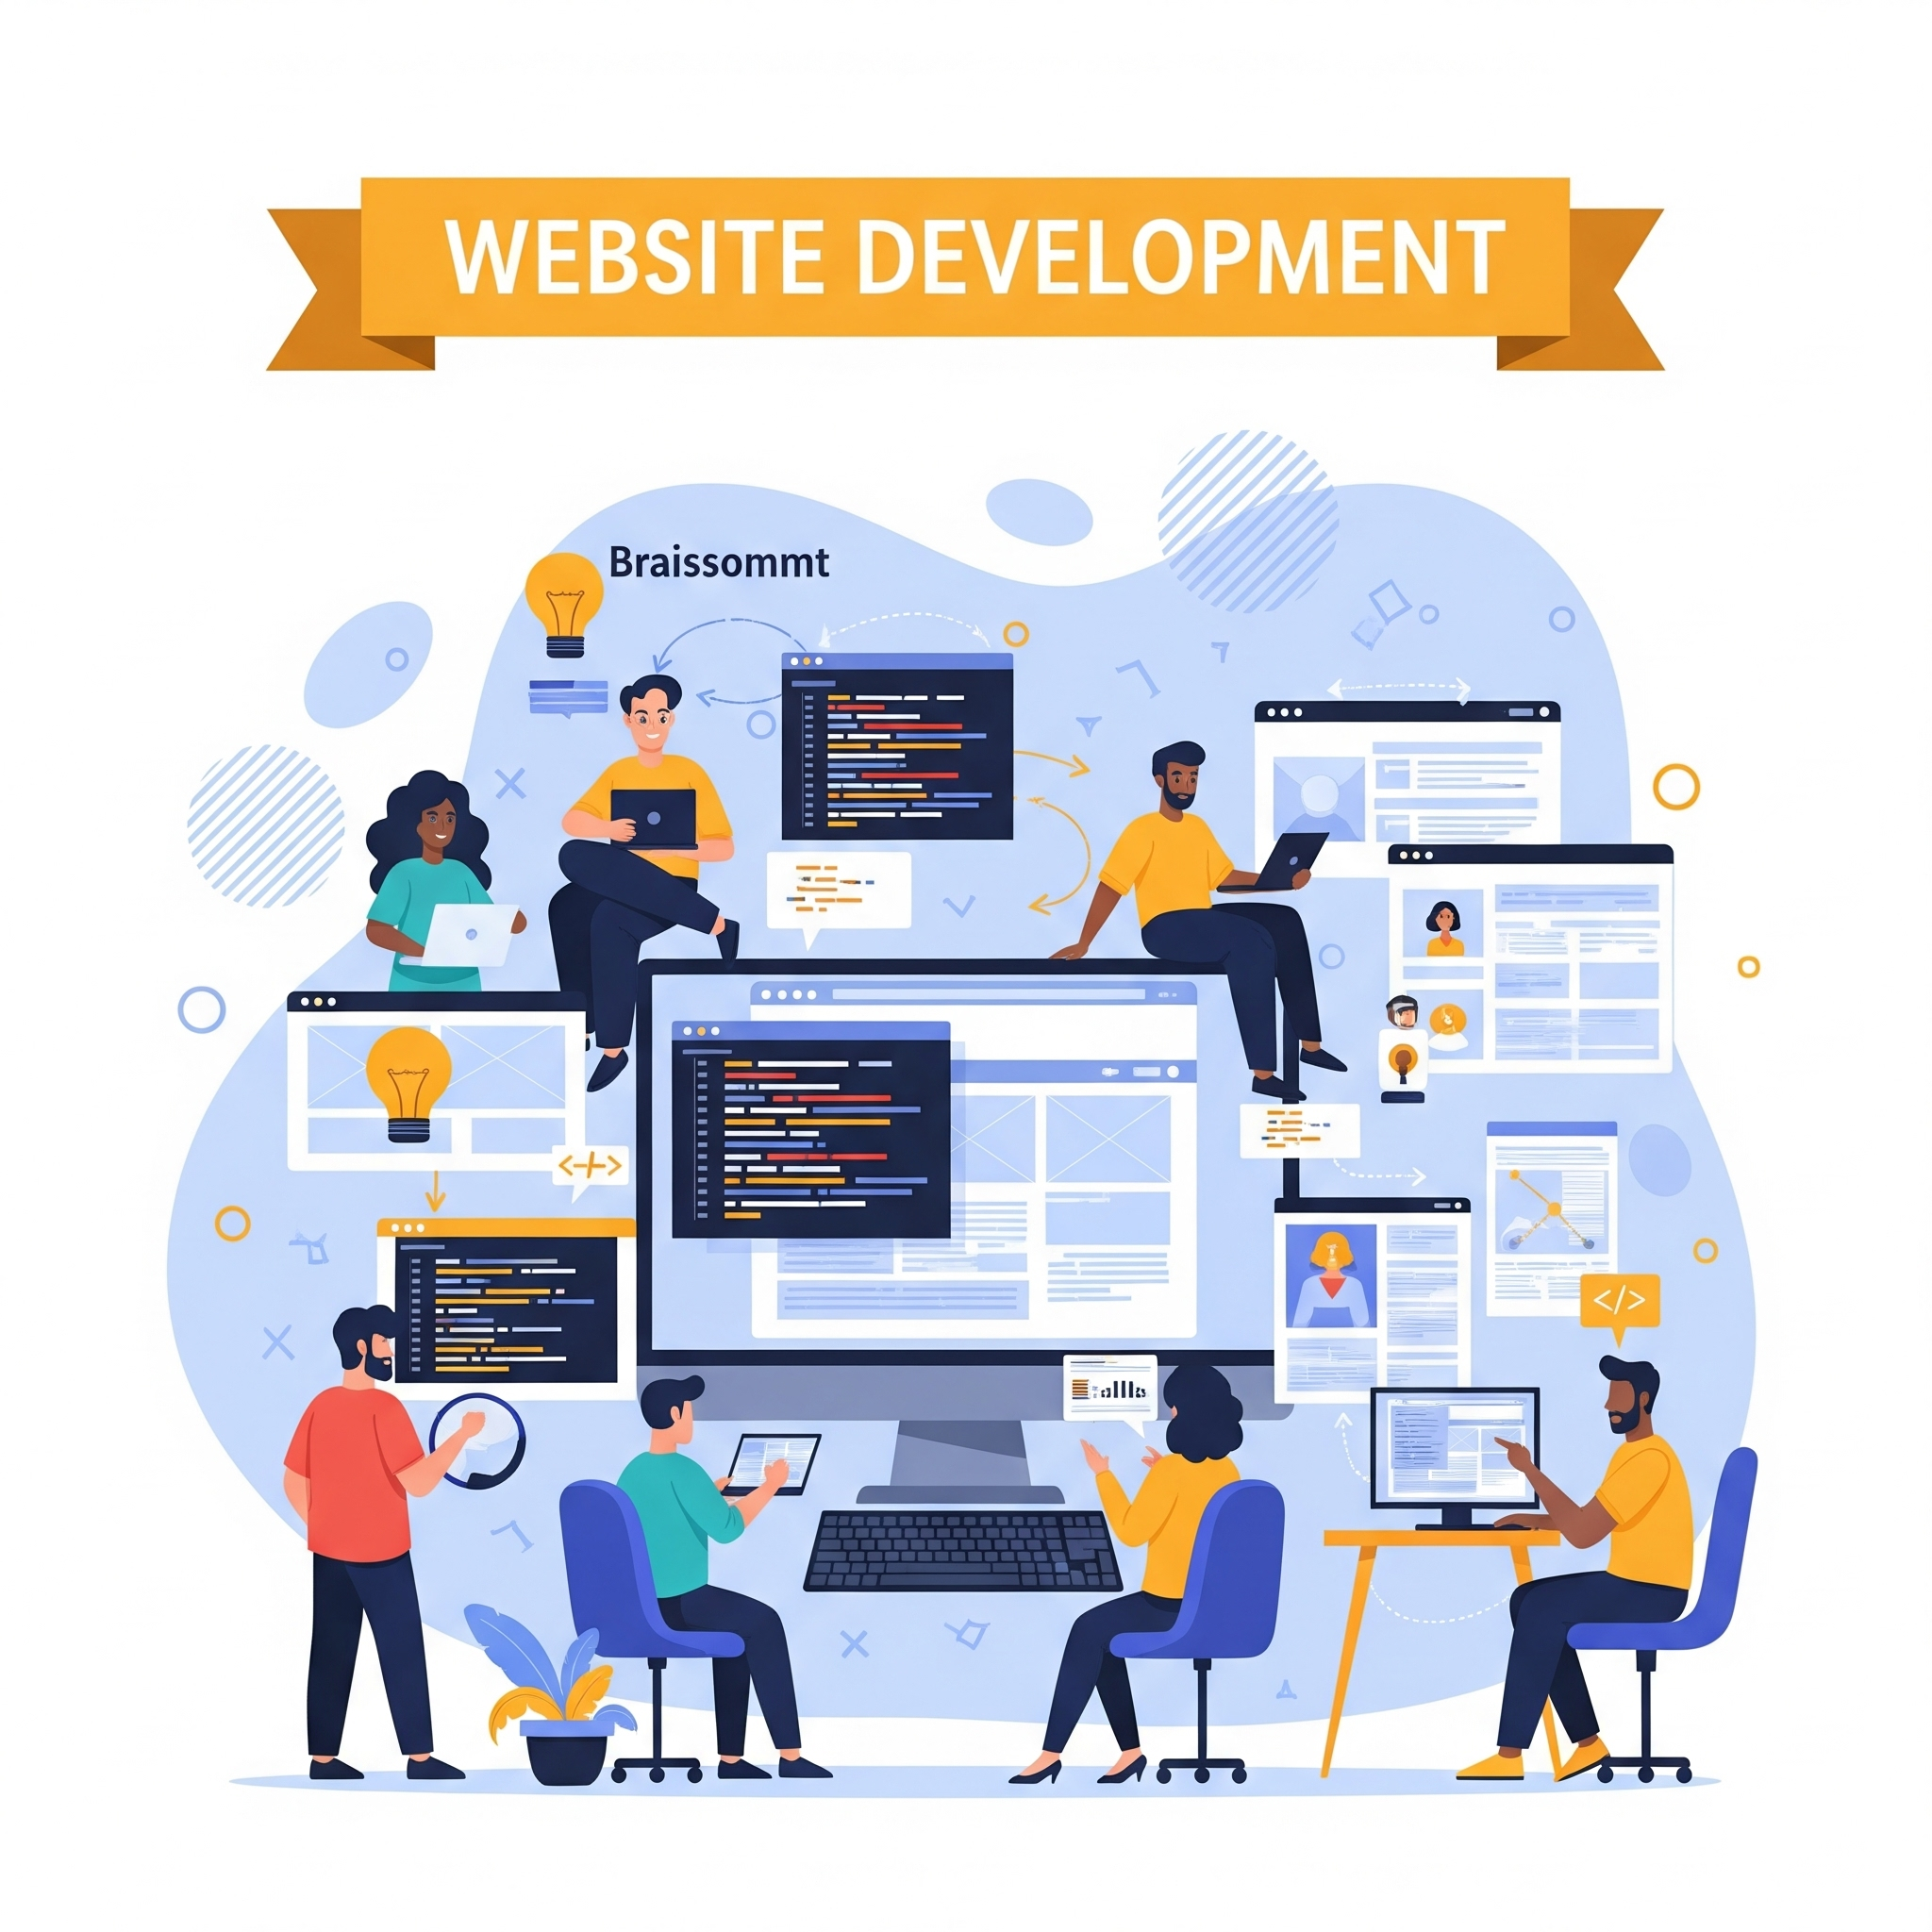 WEBSITE DEVELOPMENT
Braissommt
<+>
</>